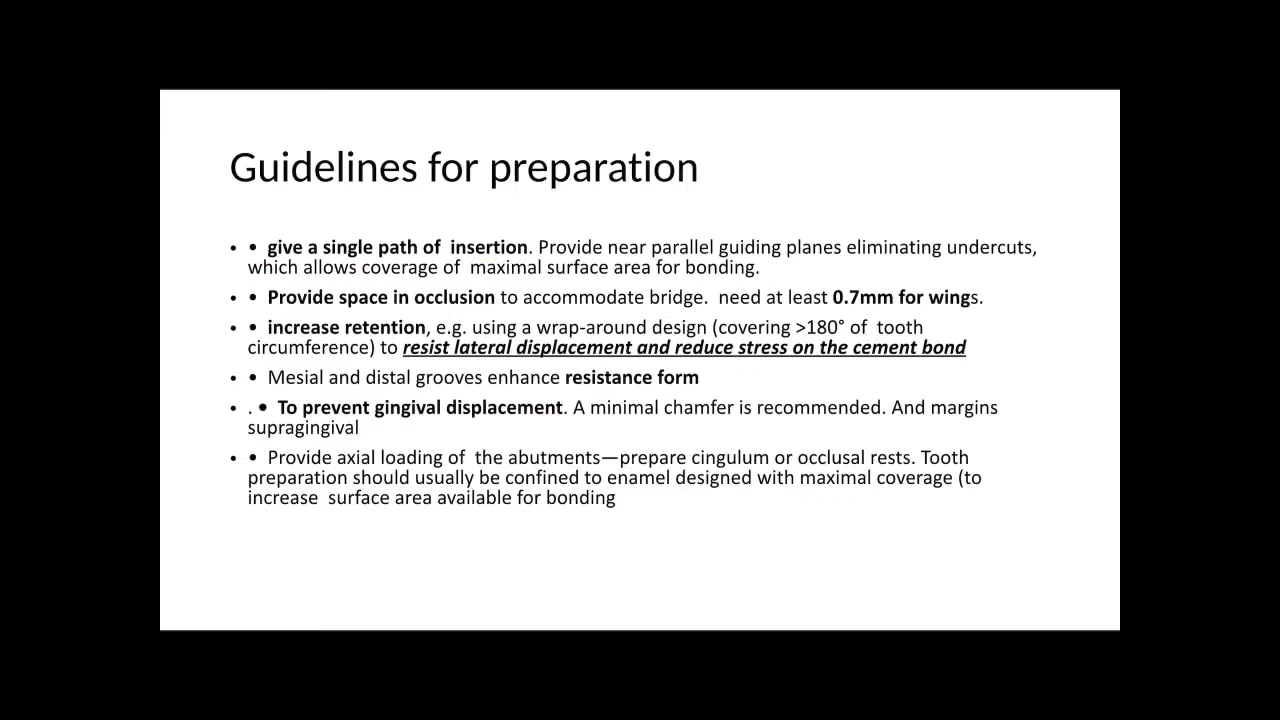 Guidelines for preparation
• • give a single path of  insertion. Provide near parallel guiding planes eliminating undercuts,
which allows coverage of  maximal surface area for bonding.
• • Provide space in occlusion to accommodate bridge.  need at least 0.7mm for wings.
• • increase retention, e.g. using a wrap-around design (covering >180° of  tooth
circumference) to resist lateral displacement and reduce stress on the cement bond
• • Mesial and distal grooves enhance resistance form
• . • To prevent gingival displacement. A minimal chamfer is recommended. And margins
supragingival
• • Provide axial loading of  the abutments—prepare cingulum or occlusal rests. Tooth
preparation should usually be confined to enamel designed with maximal coverage (to
increase  surface area available for bonding